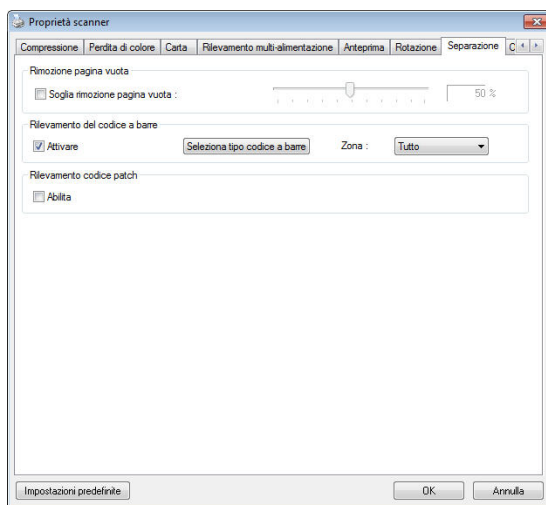 Proprietà scanner
Compressione Perdita di colore Carta Rilevamento multi-alimentazione Anteprima Rotazione Separazione C
Rimozione pagina vuota
Soglia rimozione pagina vuota : 50 %
Rilevamento del codice a barre
Attivare Seleziona tipo codice a barre Zona : Tutto
Rilevamento codice patch
Abilita
Impostazioni predefinite OK Annulla